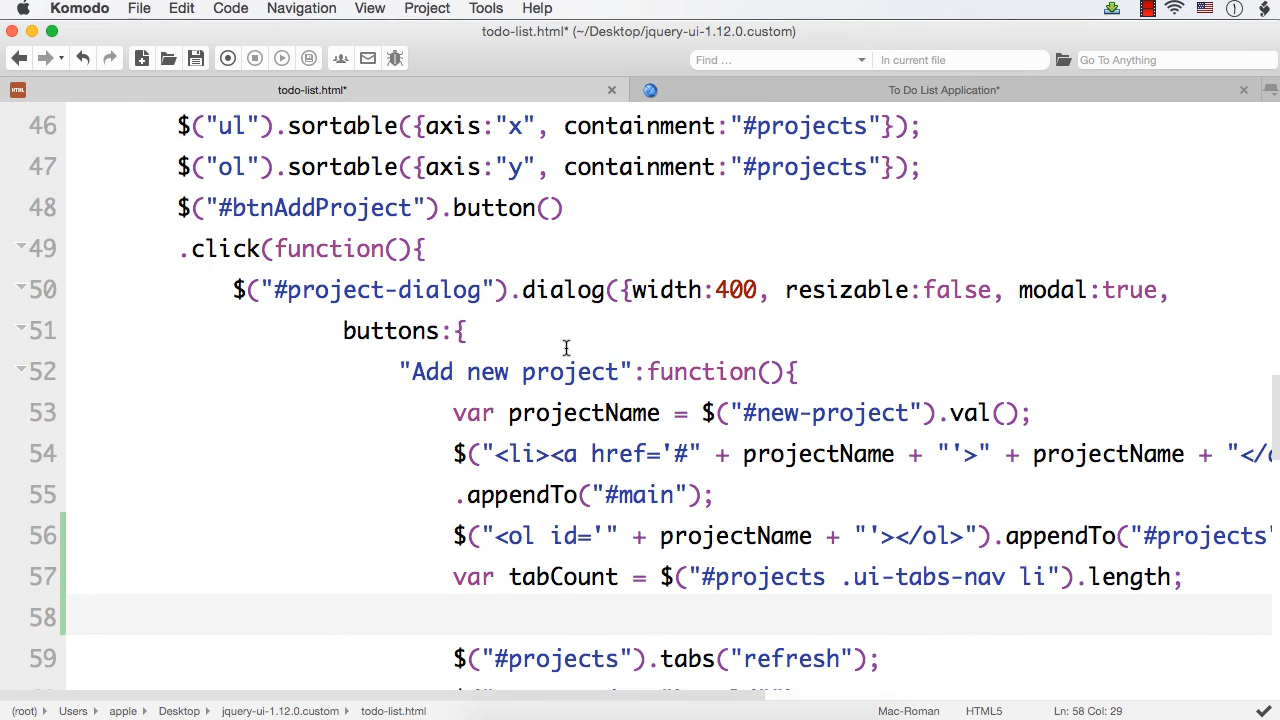 Komodo File Edit Code Navigation View Project Tools Help
todo-list.html* (~/Desktop/jquery-ui-1.12.0.custom)
Find ... In current file Go To Anything
HTML todo-list.html* To Do List Application*
46 $("ul").sortable({axis:"x", containment:"#projects"});
47 $("ol").sortable({axis:"y", containment:"#projects"});
48 $("#btnAddProject").button()
49 .click(function(){
50 $("#project-dialog").dialog({width:400, resizable:false, modal:true,
51 buttons:{
52 "Add new project":function(){
53 var projectName = $("#new-project").val();
54 $("<li><a href='#" + projectName + "'>" + projectName + "</
55 .appendTo("#main");
56 $("<ol id='" + projectName + "'></ol>").appendTo("#projects"
57 var tabCount = $("#projects .ui-tabs-nav li").length;
58
59 $("#projects").tabs("refresh");
(root) Users apple Desktop jquery-ui-1.12.0.custom todo-list.html Mac-Roman HTML5 Ln: 58 Col: 29